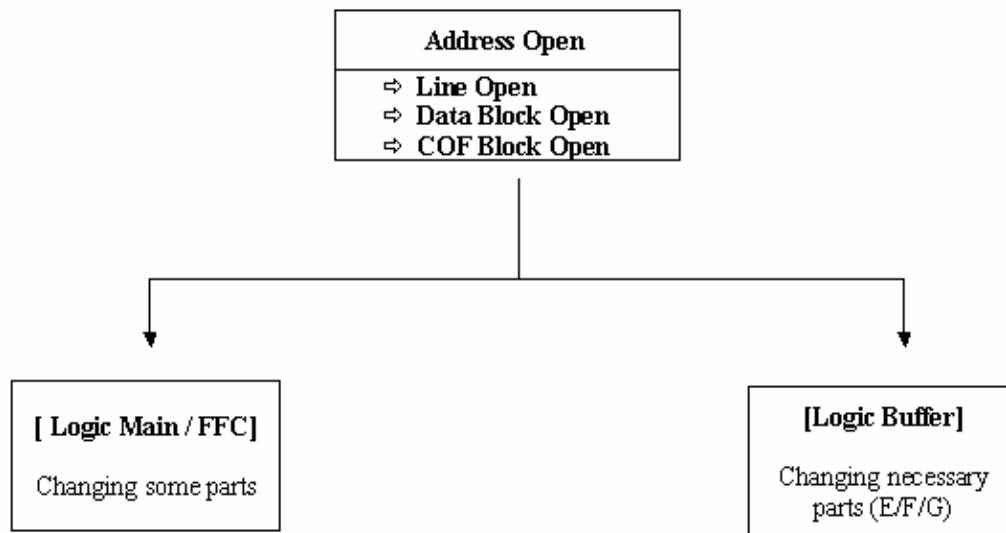 Address Open
⇨ Line Open
⇨ Data Block Open
⇨ COF Block Open
[ Logic Main / FFC]
Changing some parts
[Logic Buffer]
Changing necessary
parts (E/F/G)